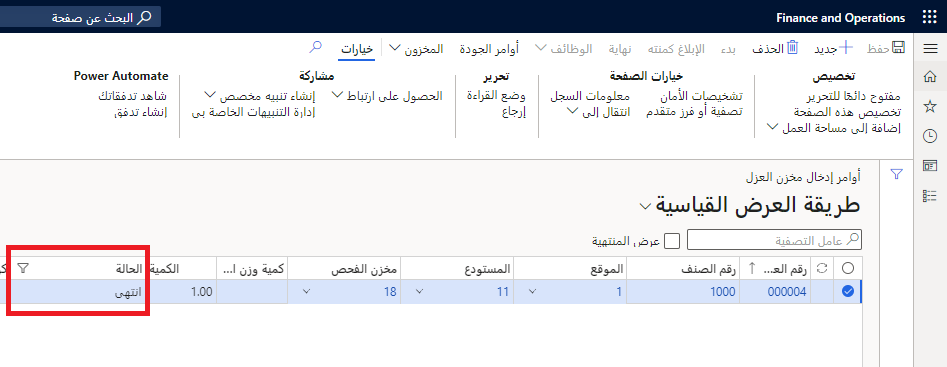 Finance and Operations
البحث عن صفحة
حفظ جديد الحذف بدء الإبلاغ كمنته نهاية الوظائف أوامر الجودة المخزون خيارات
تخصيص
مفتوح دائمًا للتحرير
تخصيص هذه الصفحة
إضافة إلى مساحة العمل
خيارات الصفحة
تشخيصات الأمان
تصفية أو فرز متقدم
معلومات السجل
انتقال إلى
تحرير
وضع القراءة
إرجاع
مشاركة
الحصول على ارتباط
إنشاء تنبيه مخصص
إدارة التنبيهات الخاصة بي
Power Automate
شاهد تدفقاتك
إنشاء تدفق
أوامر إدخال مخزن العزل
طريقة العرض القياسية
عامل التصفية
عرض المنتهية
رقم العـ... رقم الصنف الموقع المستودع مخزن الفحص كمية وزن ا... الكمية الحالة
000004 1000 1 11 18 1.00 انتهى